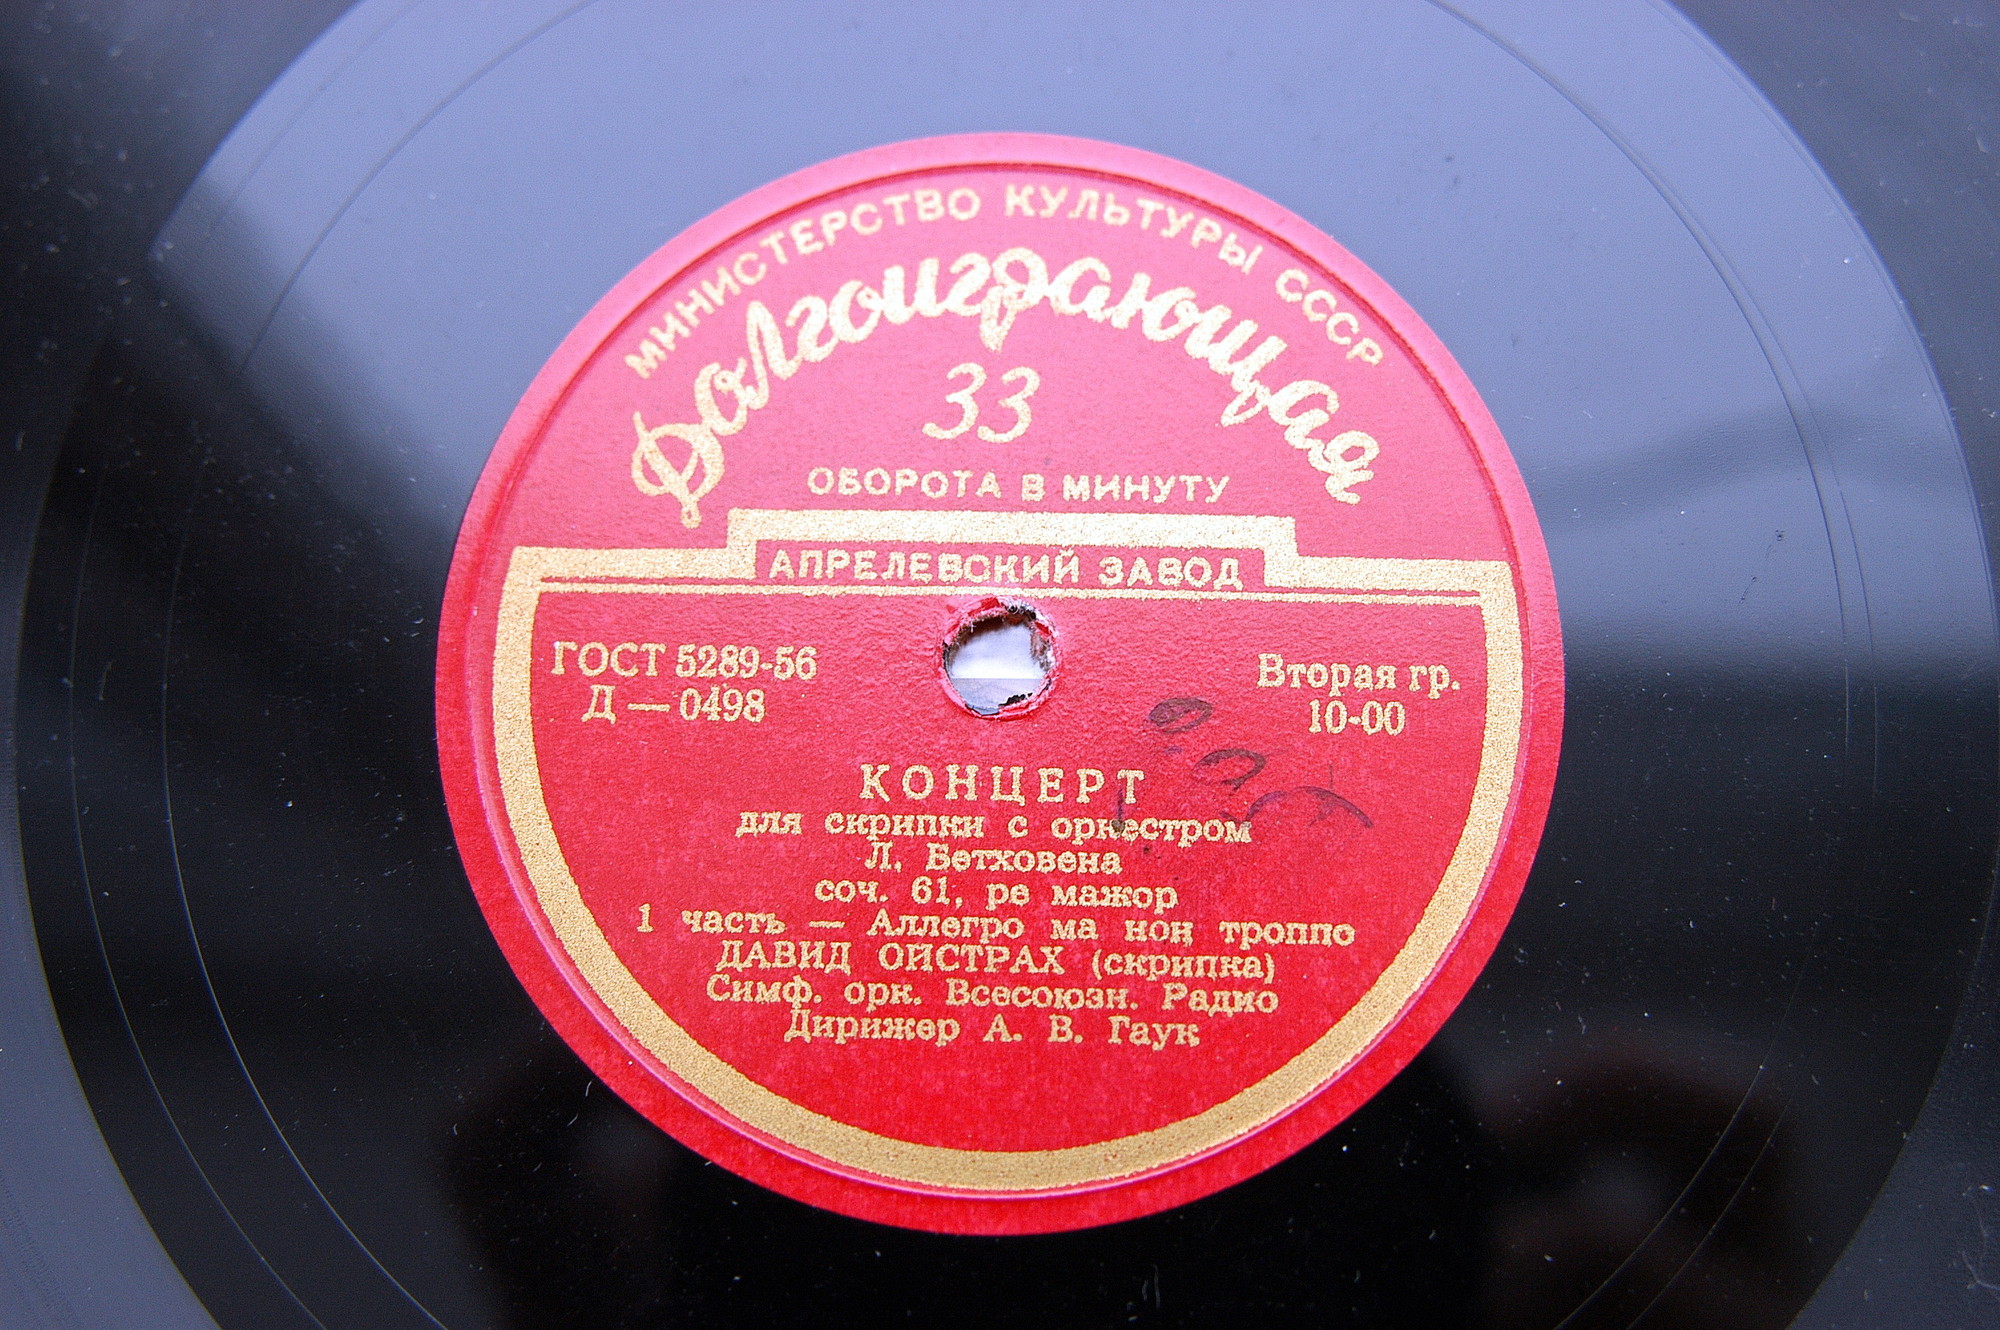 МИНИСТЕРСТВО КУЛЬТУРЫ СССР
Долгоиграющая
33
ОБОРОТА В МИНУТУ
АПРЕЛЕВСКИЙ ЗАВОД
ГОСТ 5289-56
Д — 0498
Вторая гр.
10-00
КОНЦЕРТ
для скрипки с оркестром
Л. Бетховена
соч. 61, ре мажор
1 часть — Аллегро ма нон троппо
ДАВИД ОЙСТРАХ (скрипка)
Симф. орк. Всесоюзн. Радио
Дирижер А. В. Гаук